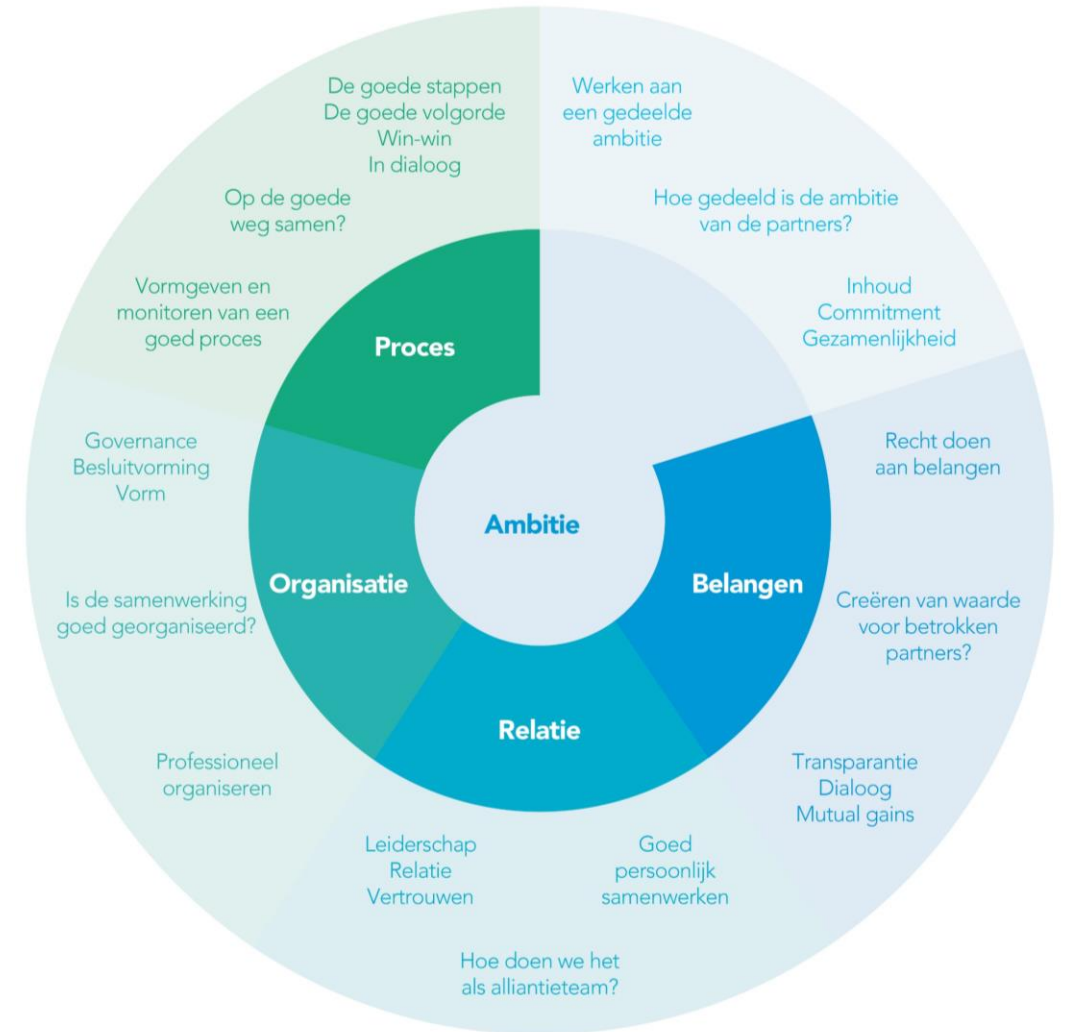 De goede stappen
De goede volgorde
Win-win
In dialoog
Op de goede
weg samen?
Vormgeven en
monitoren van een
goed proces
Proces
Werken aan
een gedeelde
ambitie
Hoe gedeeld is de ambitie
van de partners?
Inhoud
Commitment
Gezamenlijkheid
Ambitie
Recht doen
aan belangen
Creëren van waarde
voor betrokken
partners?
Transparantie
Dialoog
Mutual gains
Belangen
Relatie
Goed
persoonlijk
samenwerken
Hoe doen we het
als alliantieteam?
Leiderschap
Relatie
Vertrouwen
Organisatie
Governance
Besluitvorming
Vorm
Is de samenwerking
goed georganiseerd?
Professioneel
organiseren